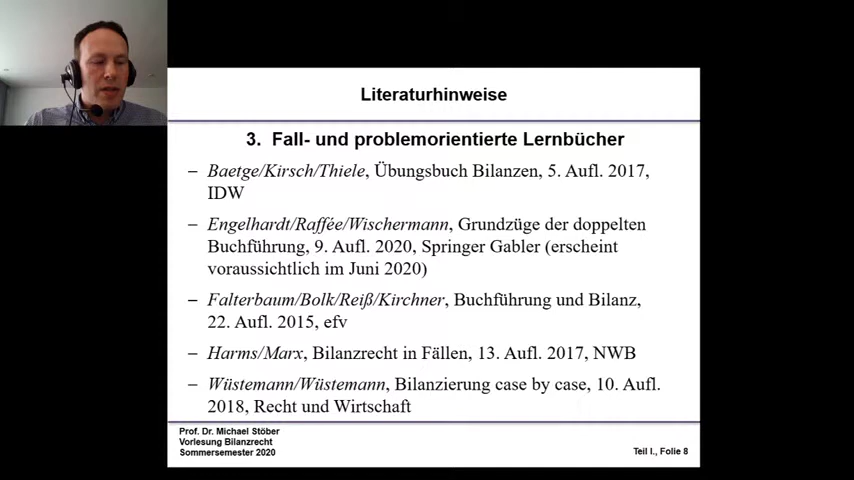 Literaturhinweise
3. Fall- und problemorientierte Lernbücher
– Baetge/Kirsch/Thiele, Übungsbuch Bilanzen, 5. Aufl. 2017,
IDW
– Engelhardt/Raffée/Wischermann, Grundzüge der doppelten
Buchführung, 9. Aufl. 2020, Springer Gabler (erscheint
voraussichtlich im Juni 2020)
– Falterbaum/Bolk/Reiß/Kirchner, Buchführung und Bilanz,
22. Aufl. 2015, efv
– Harms/Marx, Bilanzrecht in Fällen, 13. Aufl. 2017, NWB
– Wüstemann/Wüstemann, Bilanzierung case by case, 10. Aufl.
2018, Recht und Wirtschaft
Prof. Dr. Michael Stöber
Vorlesung Bilanzrecht
Sommersemester 2020
Teil I., Folie 8